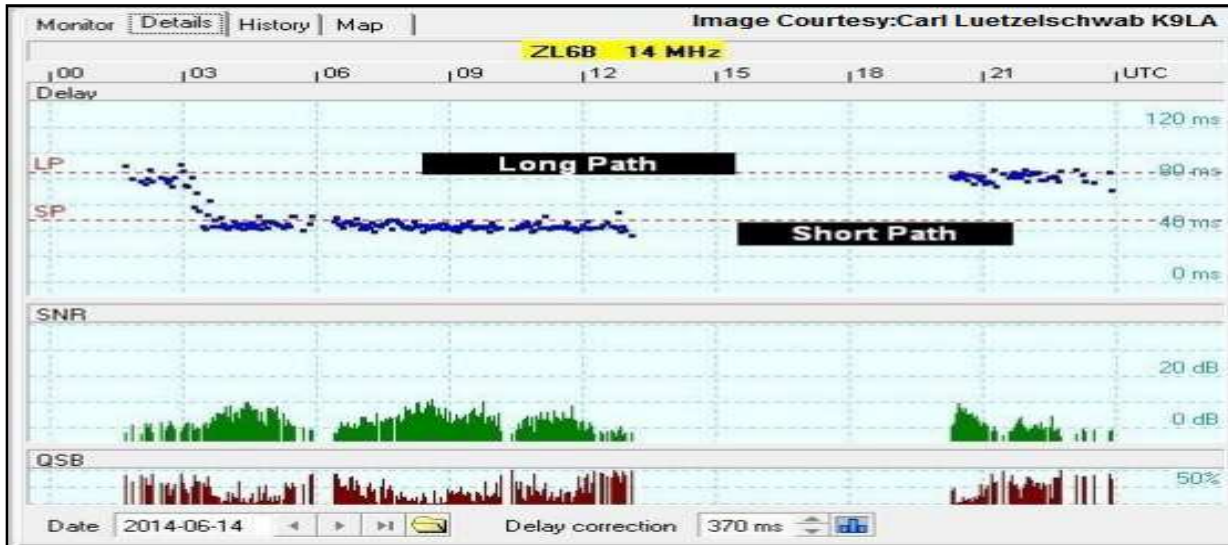 Monitor Details History Map Image Courtesy:Carl Luetzelschwab K9LA
ZL6B 14 MHz
00 03 06 09 12 15 18 21 UTC
Delay
120 ms
LP Long Path 80 ms
SP 40 ms
Short Path
0 ms
SNR
20 dB
0 dB
QSB
50%
Date 2014-06-14 Delay correction 370 ms